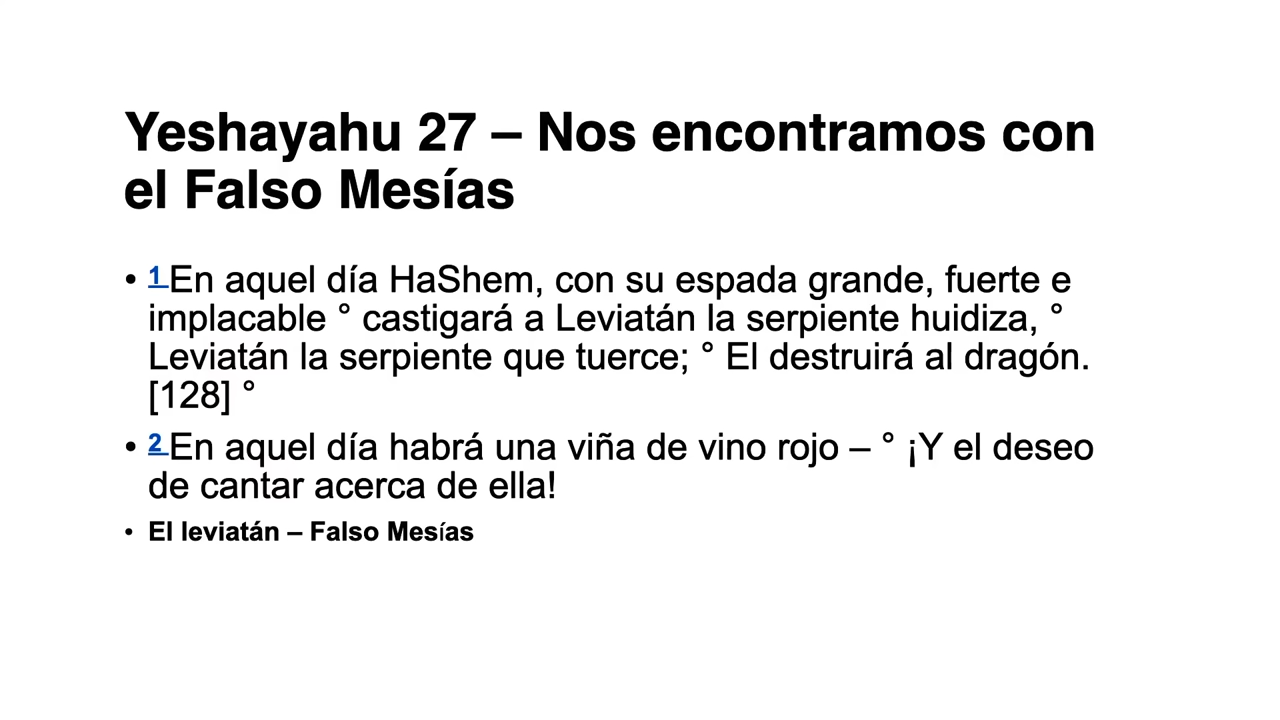 Yeshayahu 27 – Nos encontramos con
el Falso Mesías
• 1 En aquel día HaShem, con su espada grande, fuerte e
implacable ° castigará a Leviatán la serpiente huidiza, °
Leviatán la serpiente que tuerce; ° El destruirá al dragón.
[128] °
• 2 En aquel día habrá una viña de vino rojo – ° ¡Y el deseo
de cantar acerca de ella!
• El leviatán – Falso Mesías